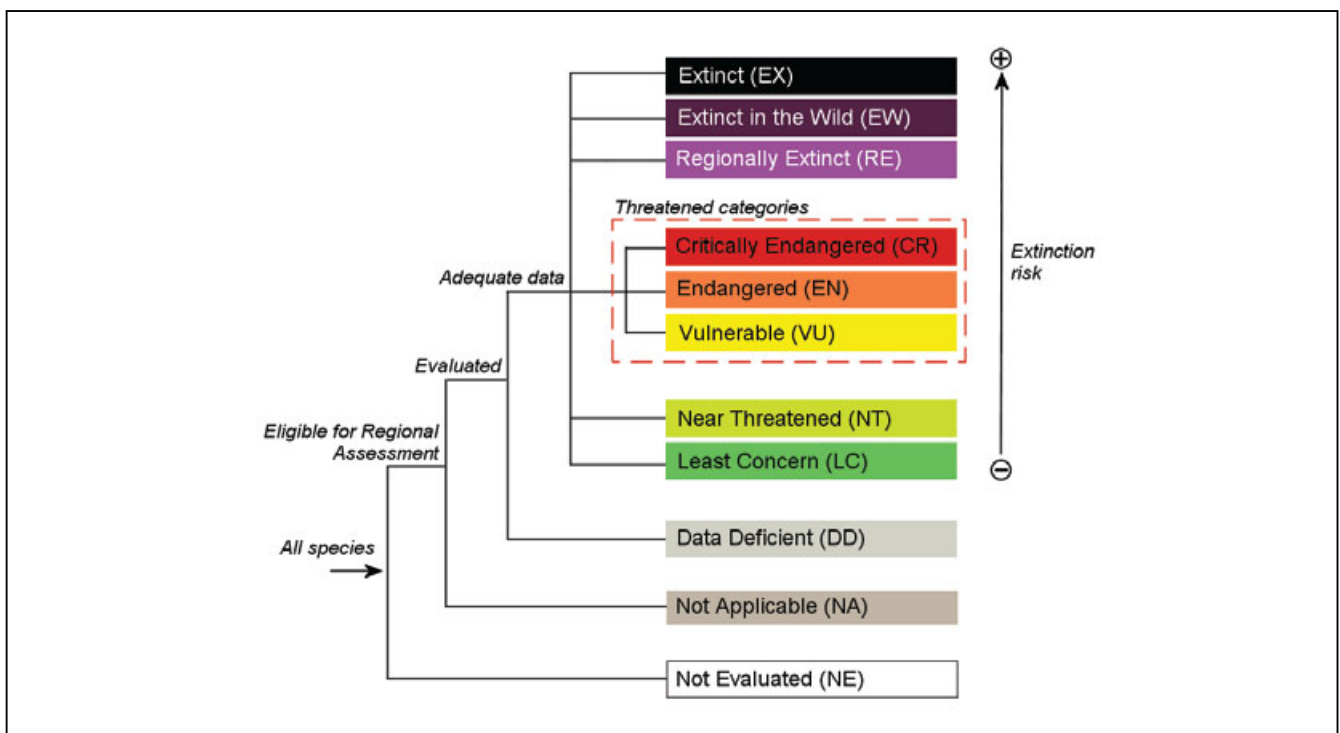 Extinct (EX)
Extinct in the Wild (EW)
Regionally Extinct (RE)
Threatened categories
Critically Endangered (CR)
Extinction
risk
Adequate data
Endangered (EN)
Vulnerable (VU)
Evaluated
Near Threatened (NT)
Eligible for Regional
Assessment
Least Concern (LC)
Data Deficient (DD)
All species
Not Applicable (NA)
Not Evaluated (NE)